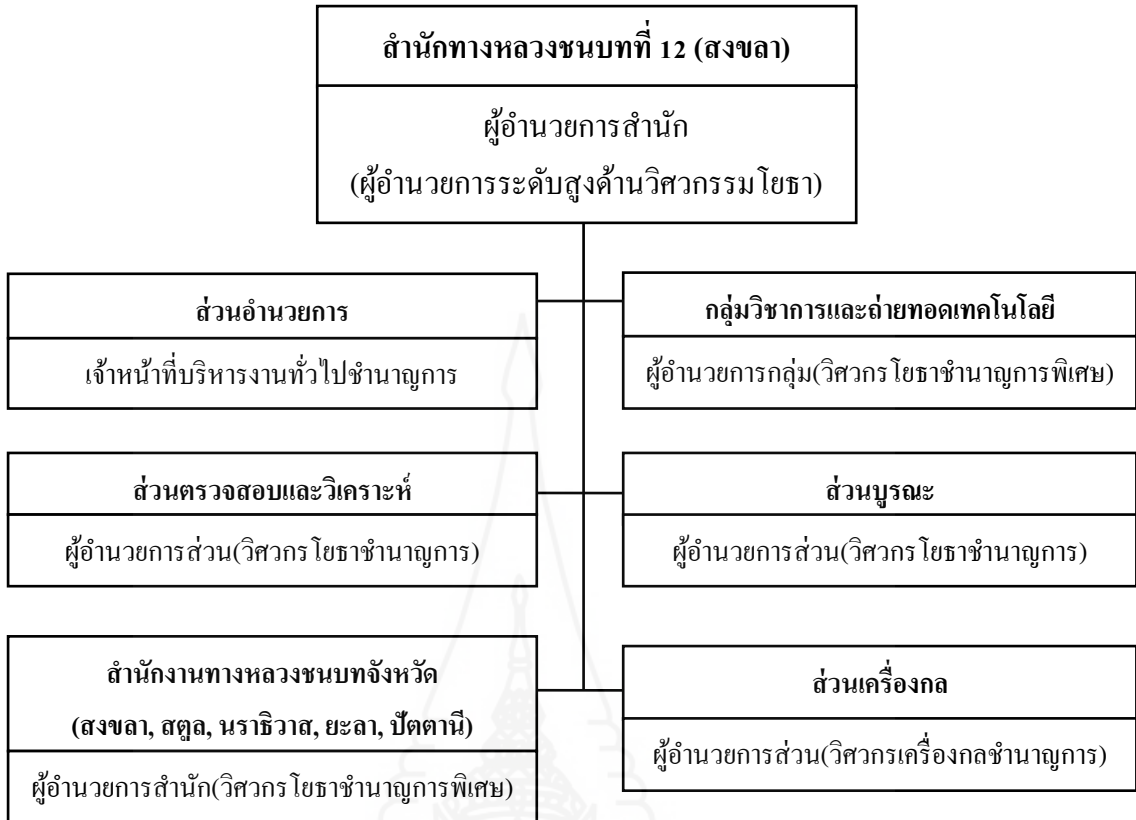 สำนักทางหลวงชนบทที่ 12 (สงขลา)
ผู้อำนวยการสำนัก
(ผู้อำนวยการระดับสูงด้านวิศวกรรมโยธา)
ส่วนอำนวยการ
เจ้าหน้าที่บริหารงานทั่วไปชำนาญการ
กลุ่มวิชาการและถ่ายทอดเทคโนโลยี
ผู้อำนวยการกลุ่ม(วิศวกรโยธาชำนาญการพิเศษ)
ส่วนตรวจสอบและวิเคราะห์
ผู้อำนวยการส่วน(วิศวกรโยธาชำนาญการ)
ส่วนบูรณะ
ผู้อำนวยการส่วน(วิศวกรโยธาชำนาญการ)
สำนักงานทางหลวงชนบทจังหวัด
(สงขลา, สตูล, นราธิวาส, ยะลา, ปัตตานี)
ผู้อำนวยการสำนัก(วิศวกรโยธาชำนาญการพิเศษ)
ส่วนเครื่องกล
ผู้อำนวยการส่วน(วิศวกรเครื่องกลชำนาญการ)